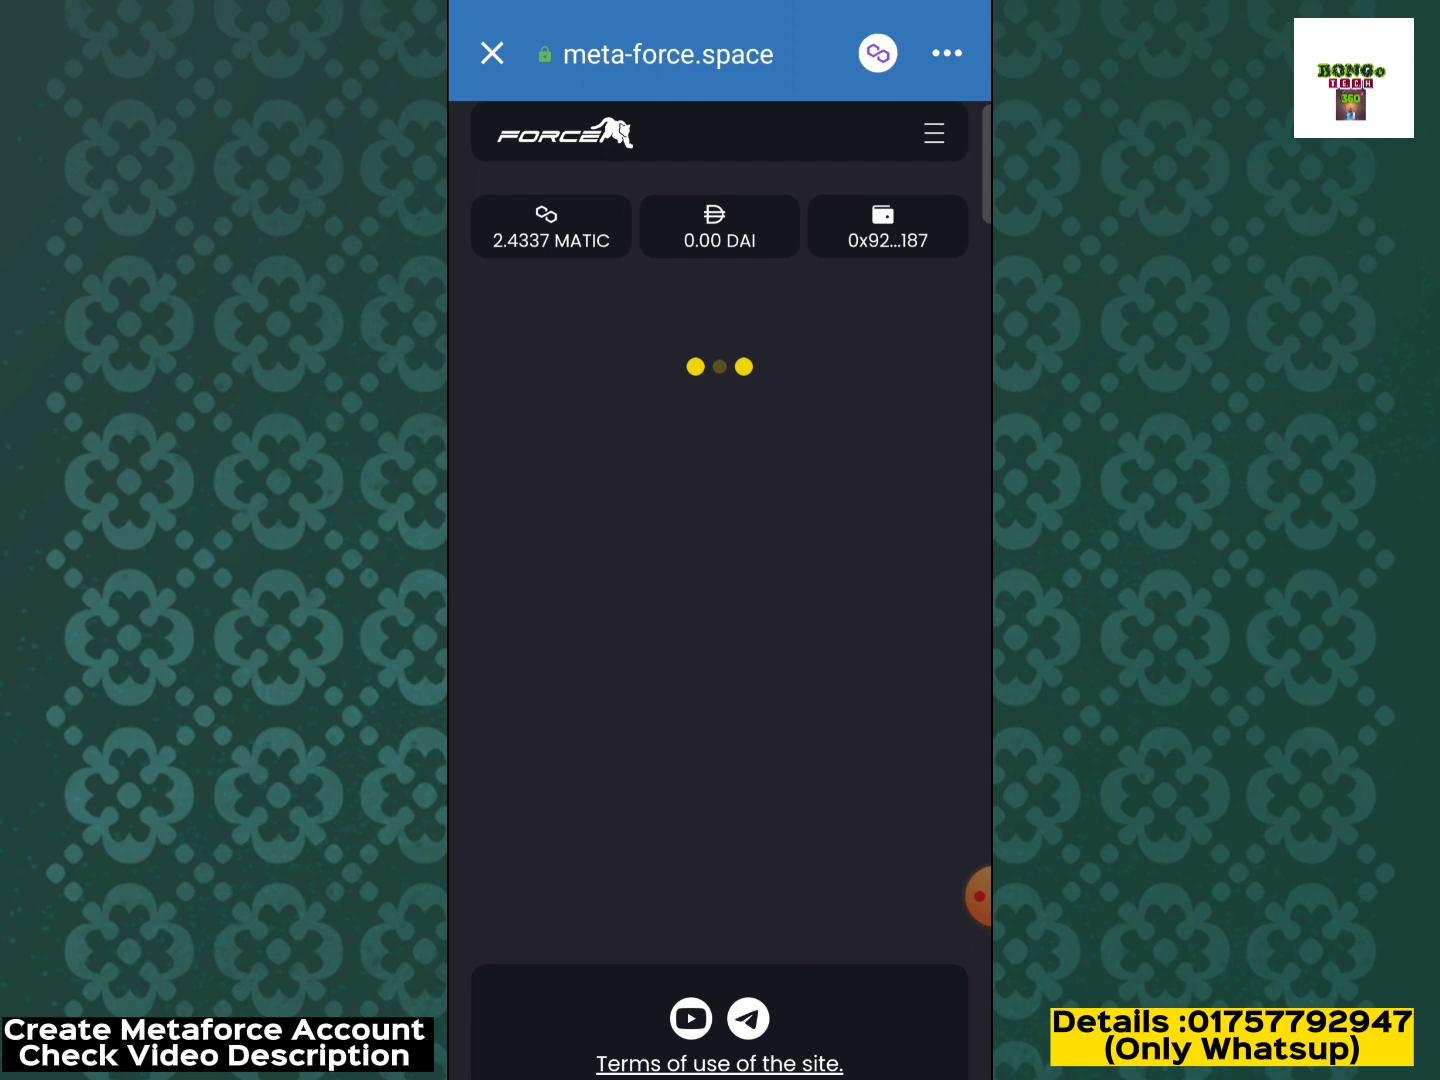 meta-force.space
FORCE
2.4337 MATIC
0.00 DAI
0x92...187
Terms of use of the site.
BONGo
TECH
360°
Create Metaforce Account
Check Video Description
Details :01757792947
(Only Whatsup)